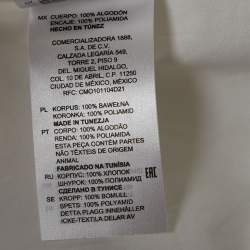 MX CUERPO: 100% ALGODÓN
ENCAJE: 100% POLIAMIDA
HECHO EN TÚNEZ
COMERCIALIZADORA 1888,
S.A. DE C.V.
CALZADA LEGARIA 549,
TORRE 2, PISO 9
DEL. MIGUEL HIDALGO,
COL. 10 DE ABRIL, C.P. 11250
CIUDAD DE MÉXICO, MÉXICO
RFC: CMO101104D21
PL KORPUS: 100% BAWEŁNA
KORONKA: 100% POLIAMID
MADE IN TUNEZJA
PT CORPO: 100% ALGODÃO
RENDA: 100% POLIAMIDA
ESTA PEÇA CONTÉM PARTES
NÃO TÊXTEIS DE ORIGEM
ANIMAL
FABRICADO NA TUNÍSIA
RU КОРПУС: 100% ХЛОПОК
ШНУРОК: 100% ПОЛИАМИД
СДЕЛАНО В ТУНИСЕ
EAC
SE KROPP: 100% BOMULL
SPETS: 100% POLYAMID
DETTA PLAGG INNEHÅLLER
ICKE-TEXTILA DELAR AV